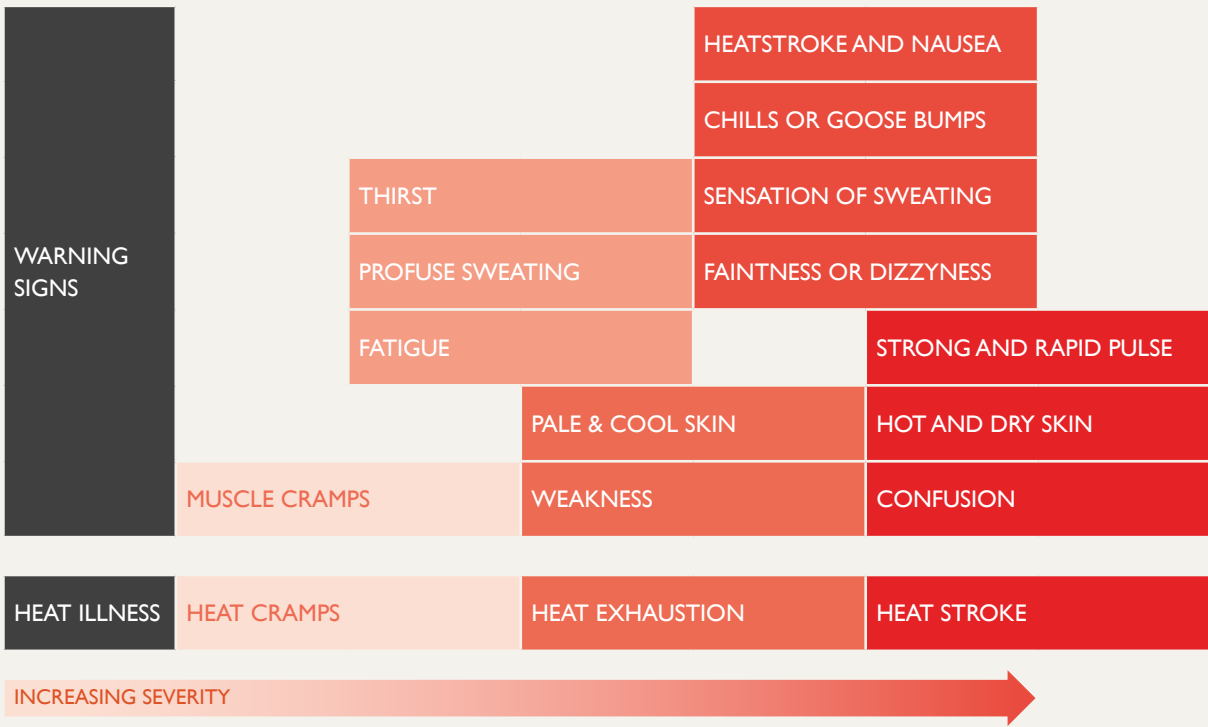 HEATSTROKE AND NAUSEA
CHILLS OR GOOSE BUMPS
THIRST
SENSATION OF SWEATING
WARNING
SIGNS
PROFUSE SWEATING
FAINTNESS OR DIZZYNESS
FATIGUE
STRONG AND RAPID PULSE
PALE & COOL SKIN
HOT AND DRY SKIN
MUSCLE CRAMPS
WEAKNESS
CONFUSION
HEAT ILLNESS
HEAT CRAMPS
HEAT EXHAUSTION
HEAT STROKE
INCREASING SEVERITY